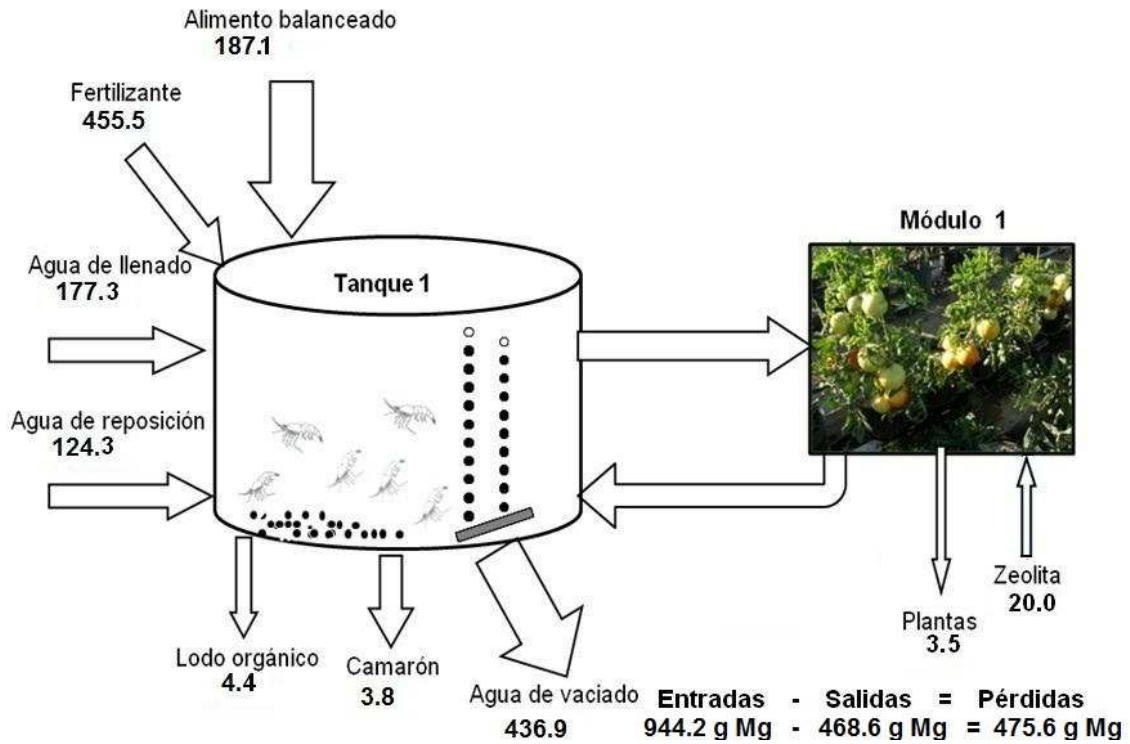 Alimento balanceado
187.1
Fertilizante
455.5
Agua de llenado
177.3
Agua de reposición
124.3
Tanque 1
Módulo 1
Lodo orgánico
4.4
Camarón
3.8
Agua de vaciado
436.9
Plantas
3.5
Zeolita
20.0
Entradas - Salidas = Pérdidas
944.2 g Mg - 468.6 g Mg = 475.6 g Mg